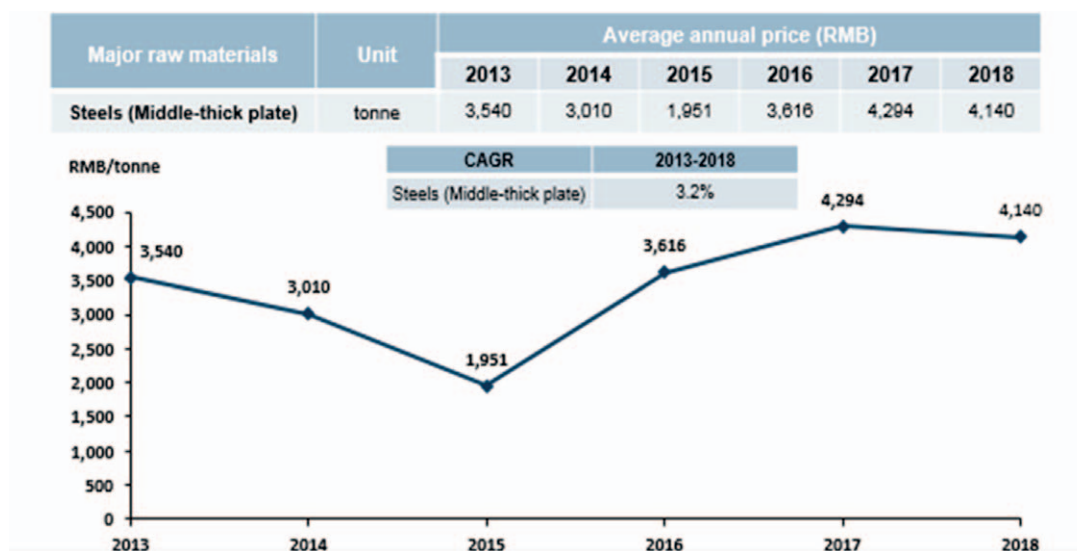 Major raw materials Unit Average annual price (RMB)
2013 2014 2015 2016 2017 2018
Steels (Middle-thick plate) tonne 3,540 3,010 1,951 3,616 4,294 4,140
RMB/tonne
CAGR 2013-2018
Steels (Middle-thick plate) 3.2%
4,500
4,000
3,500
3,000
2,500
2,000
1,500
1,000
500
0
3,540
3,010
1,951
3,616
4,294
4,140
2013 2014 2015 2016 2017 2018